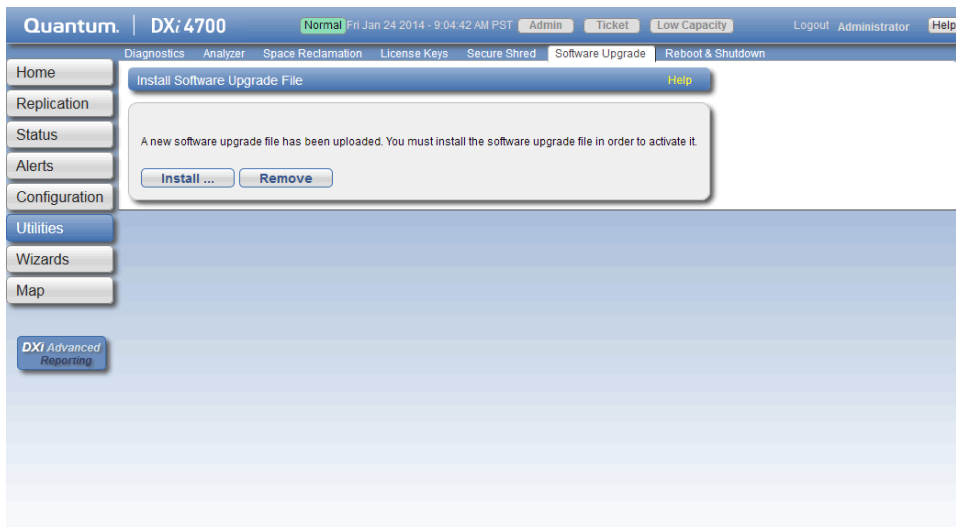 Quantum. DXi 4700 Normal Fri Jan 24 2014 - 9:04:42 AM PST Admin Ticket Low Capacity Logout Administrator Help
Diagnostics Analyzer Space Reclamation License Keys Secure Shred Software Upgrade Reboot & Shutdown
Home
Replication
Status
Alerts
Configuration
Utilities
Wizards
Map
DXi Advanced
Reporting
Install Software Upgrade File Help
A new software upgrade file has been uploaded. You must install the software upgrade file in order to activate it.
Install ... Remove